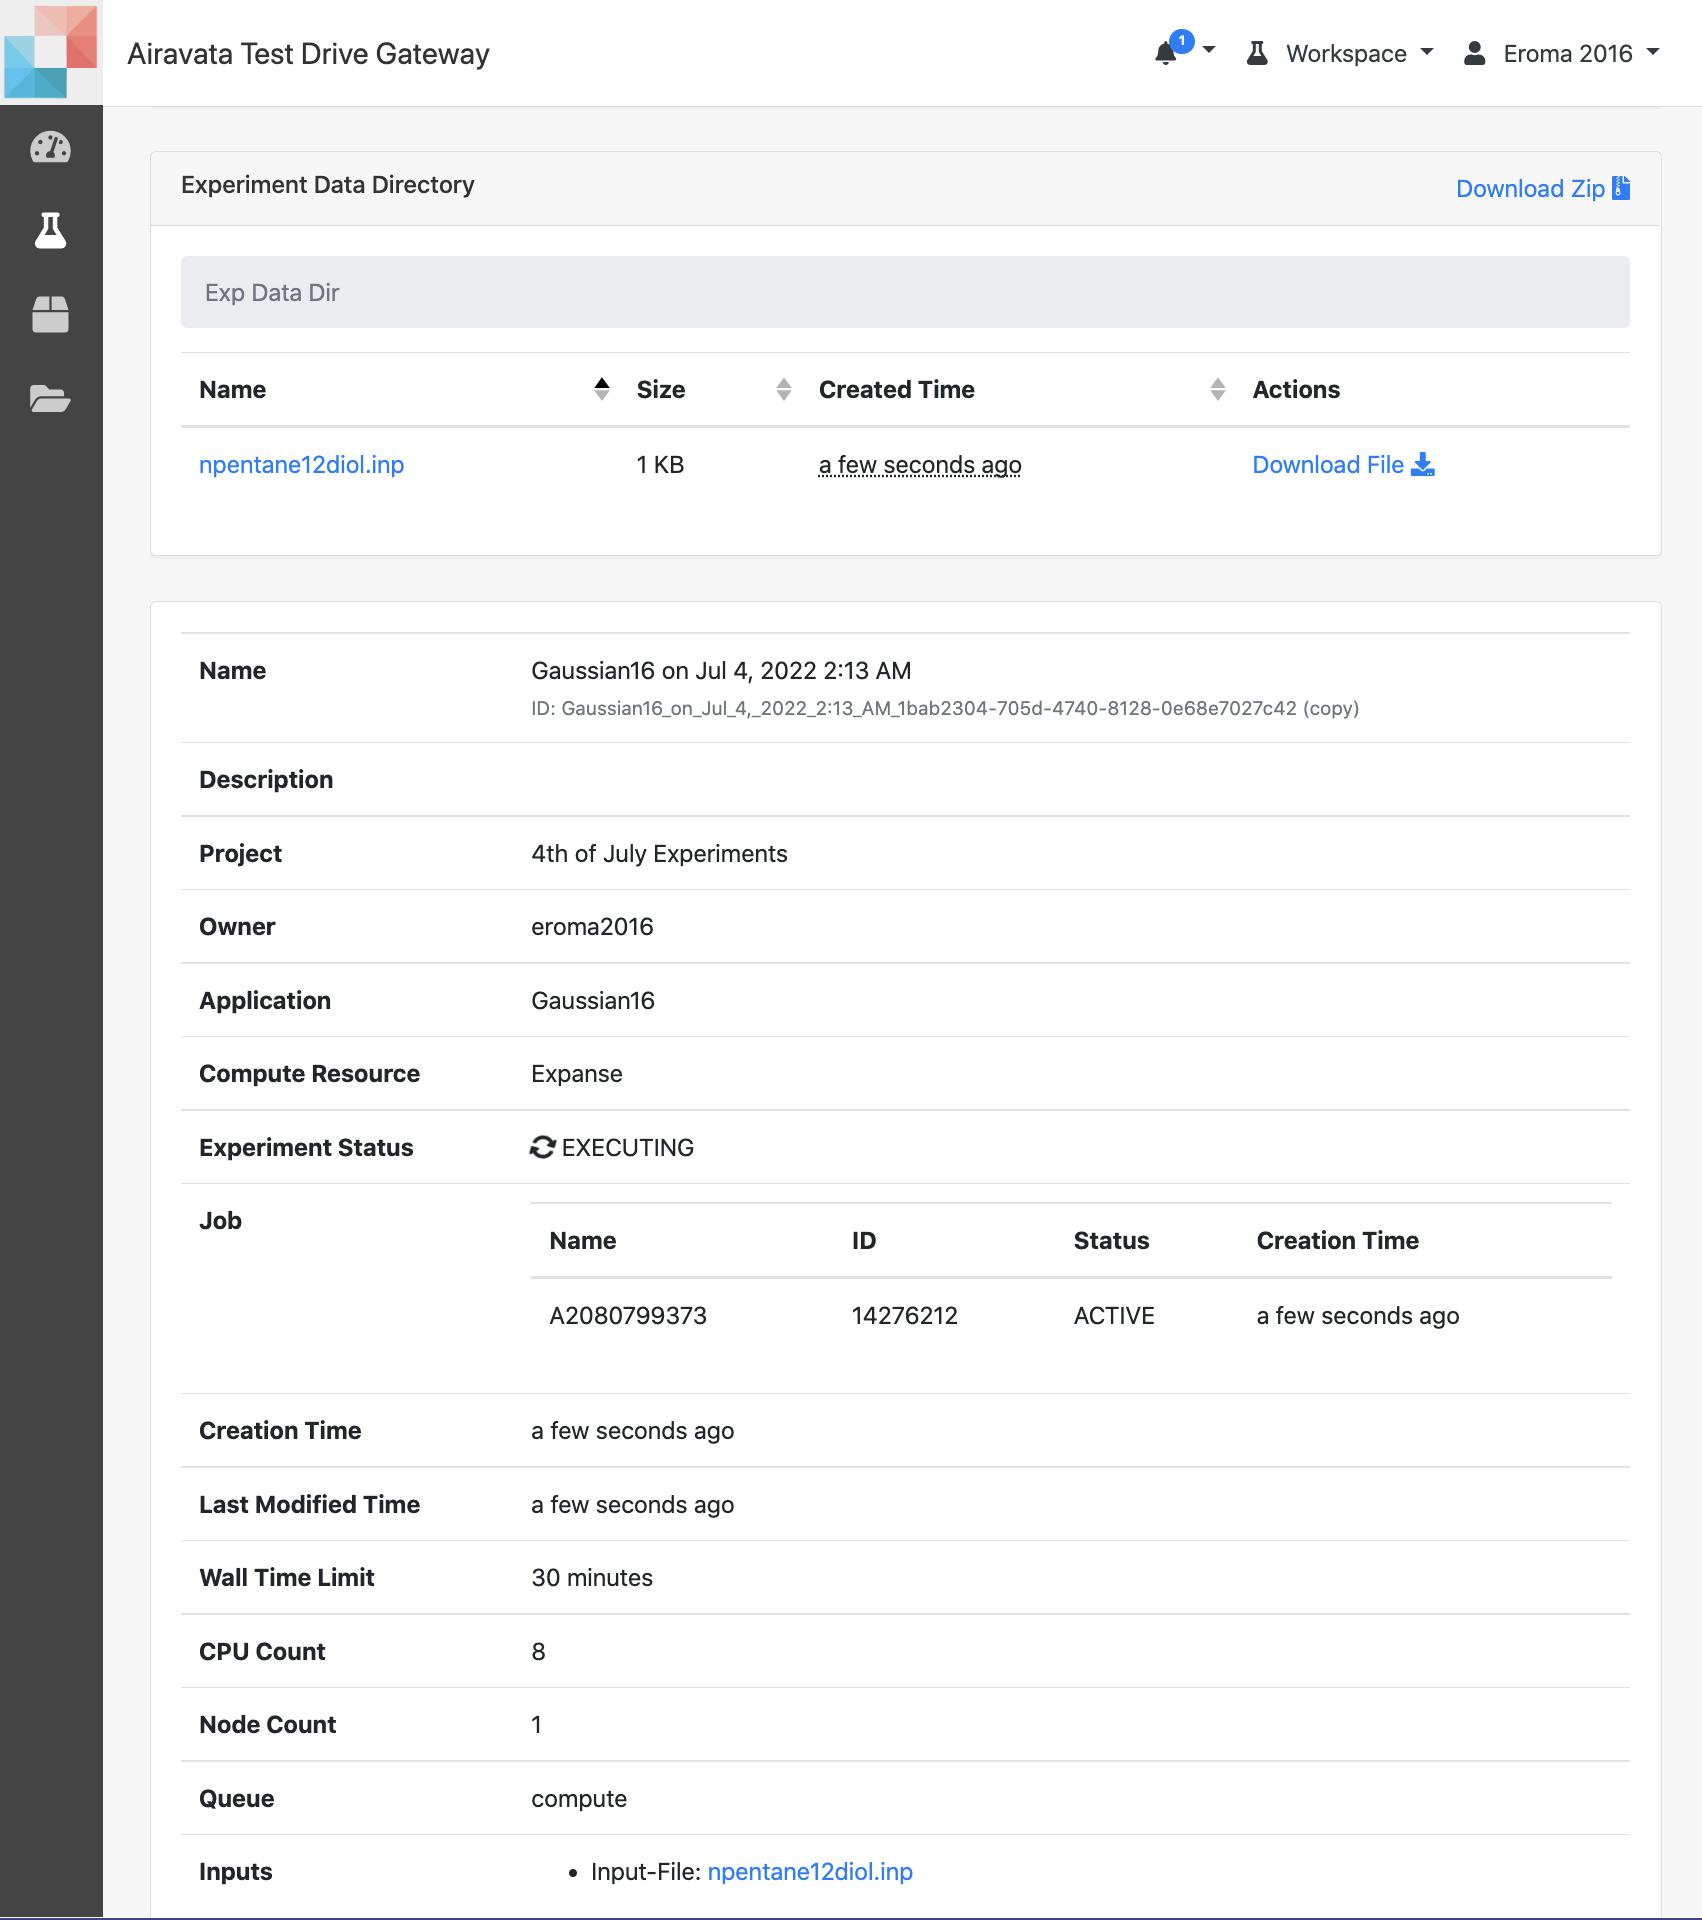 Airavata Test Drive Gateway
1
Workspace
Eroma 2016
Experiment Data Directory
Download Zip
Exp Data Dir
Name Size Created Time Actions
npentane12diol.inp 1 KB a few seconds ago Download File
Name Gaussian16 on Jul 4, 2022 2:13 AM
ID: Gaussian16_on_Jul_4,_2022_2:13_AM_1bab2304-705d-4740-8128-0e68e7027c42 (copy)
Description
Project 4th of July Experiments
Owner eroma2016
Application Gaussian16
Compute Resource Expanse
Experiment Status EXECUTING
Job
Name ID Status Creation Time
A2080799373 14276212 ACTIVE a few seconds ago
Creation Time a few seconds ago
Last Modified Time a few seconds ago
Wall Time Limit 30 minutes
CPU Count 8
Node Count 1
Queue compute
Inputs • Input-File: npentane12diol.inp